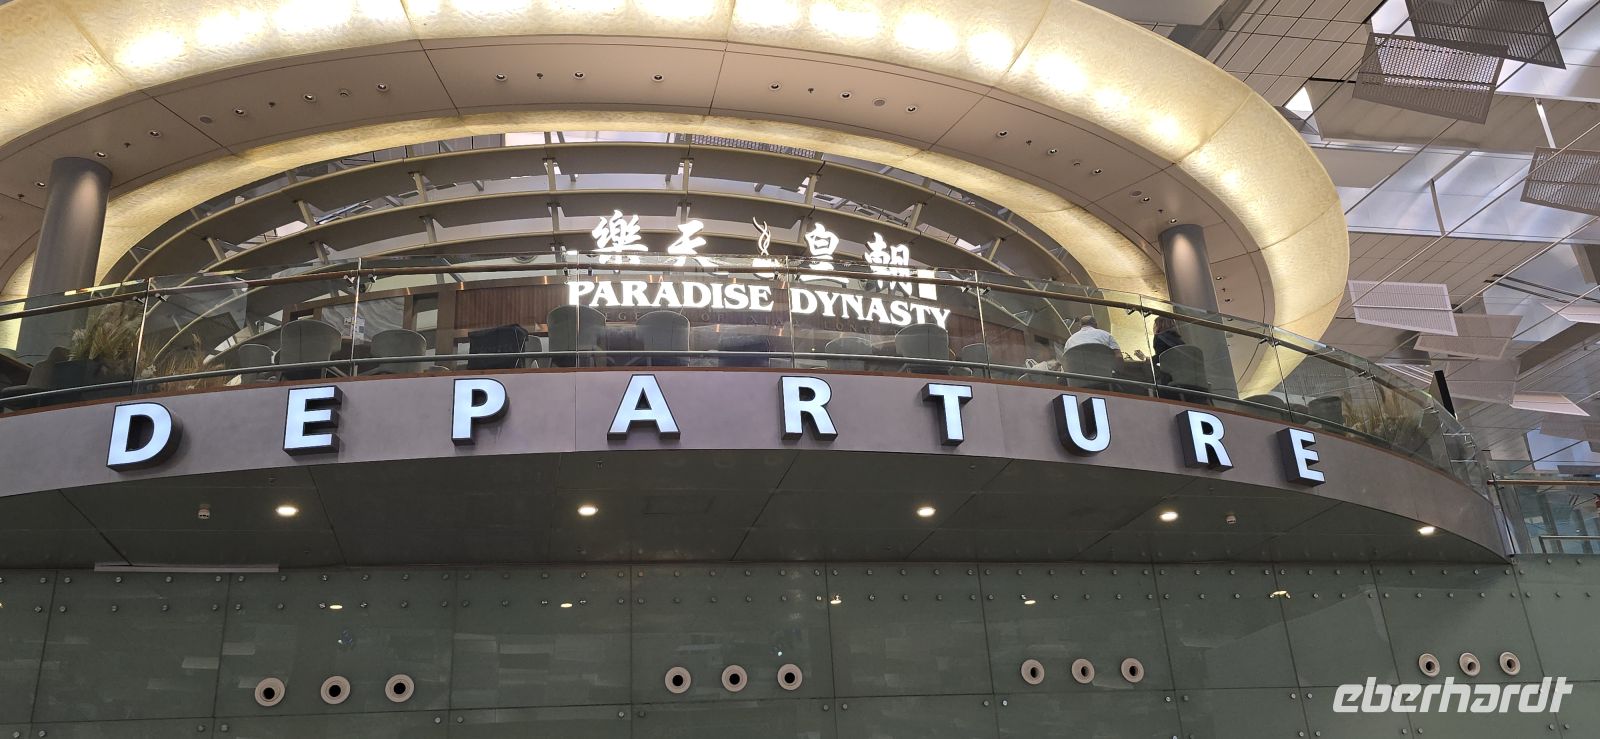 樂天皇朝
PARADISE DYNASTY
DEPARTURE
eberhardt